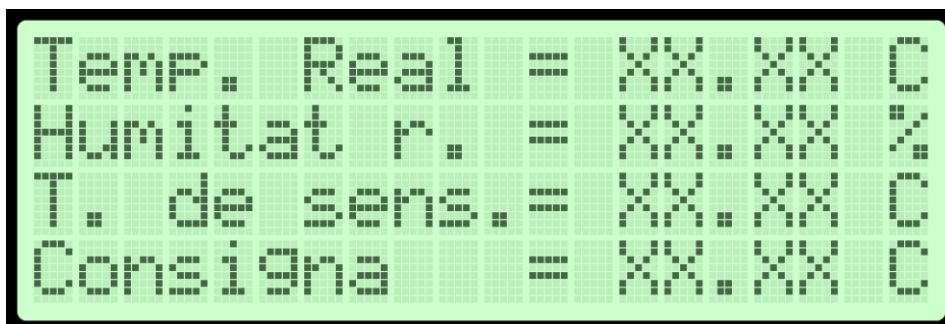 Temp. Real = XX.XX C
Humitat r. = XX.XX %
T. de sens.= XX.XX C
Consigna   = XX.XX C